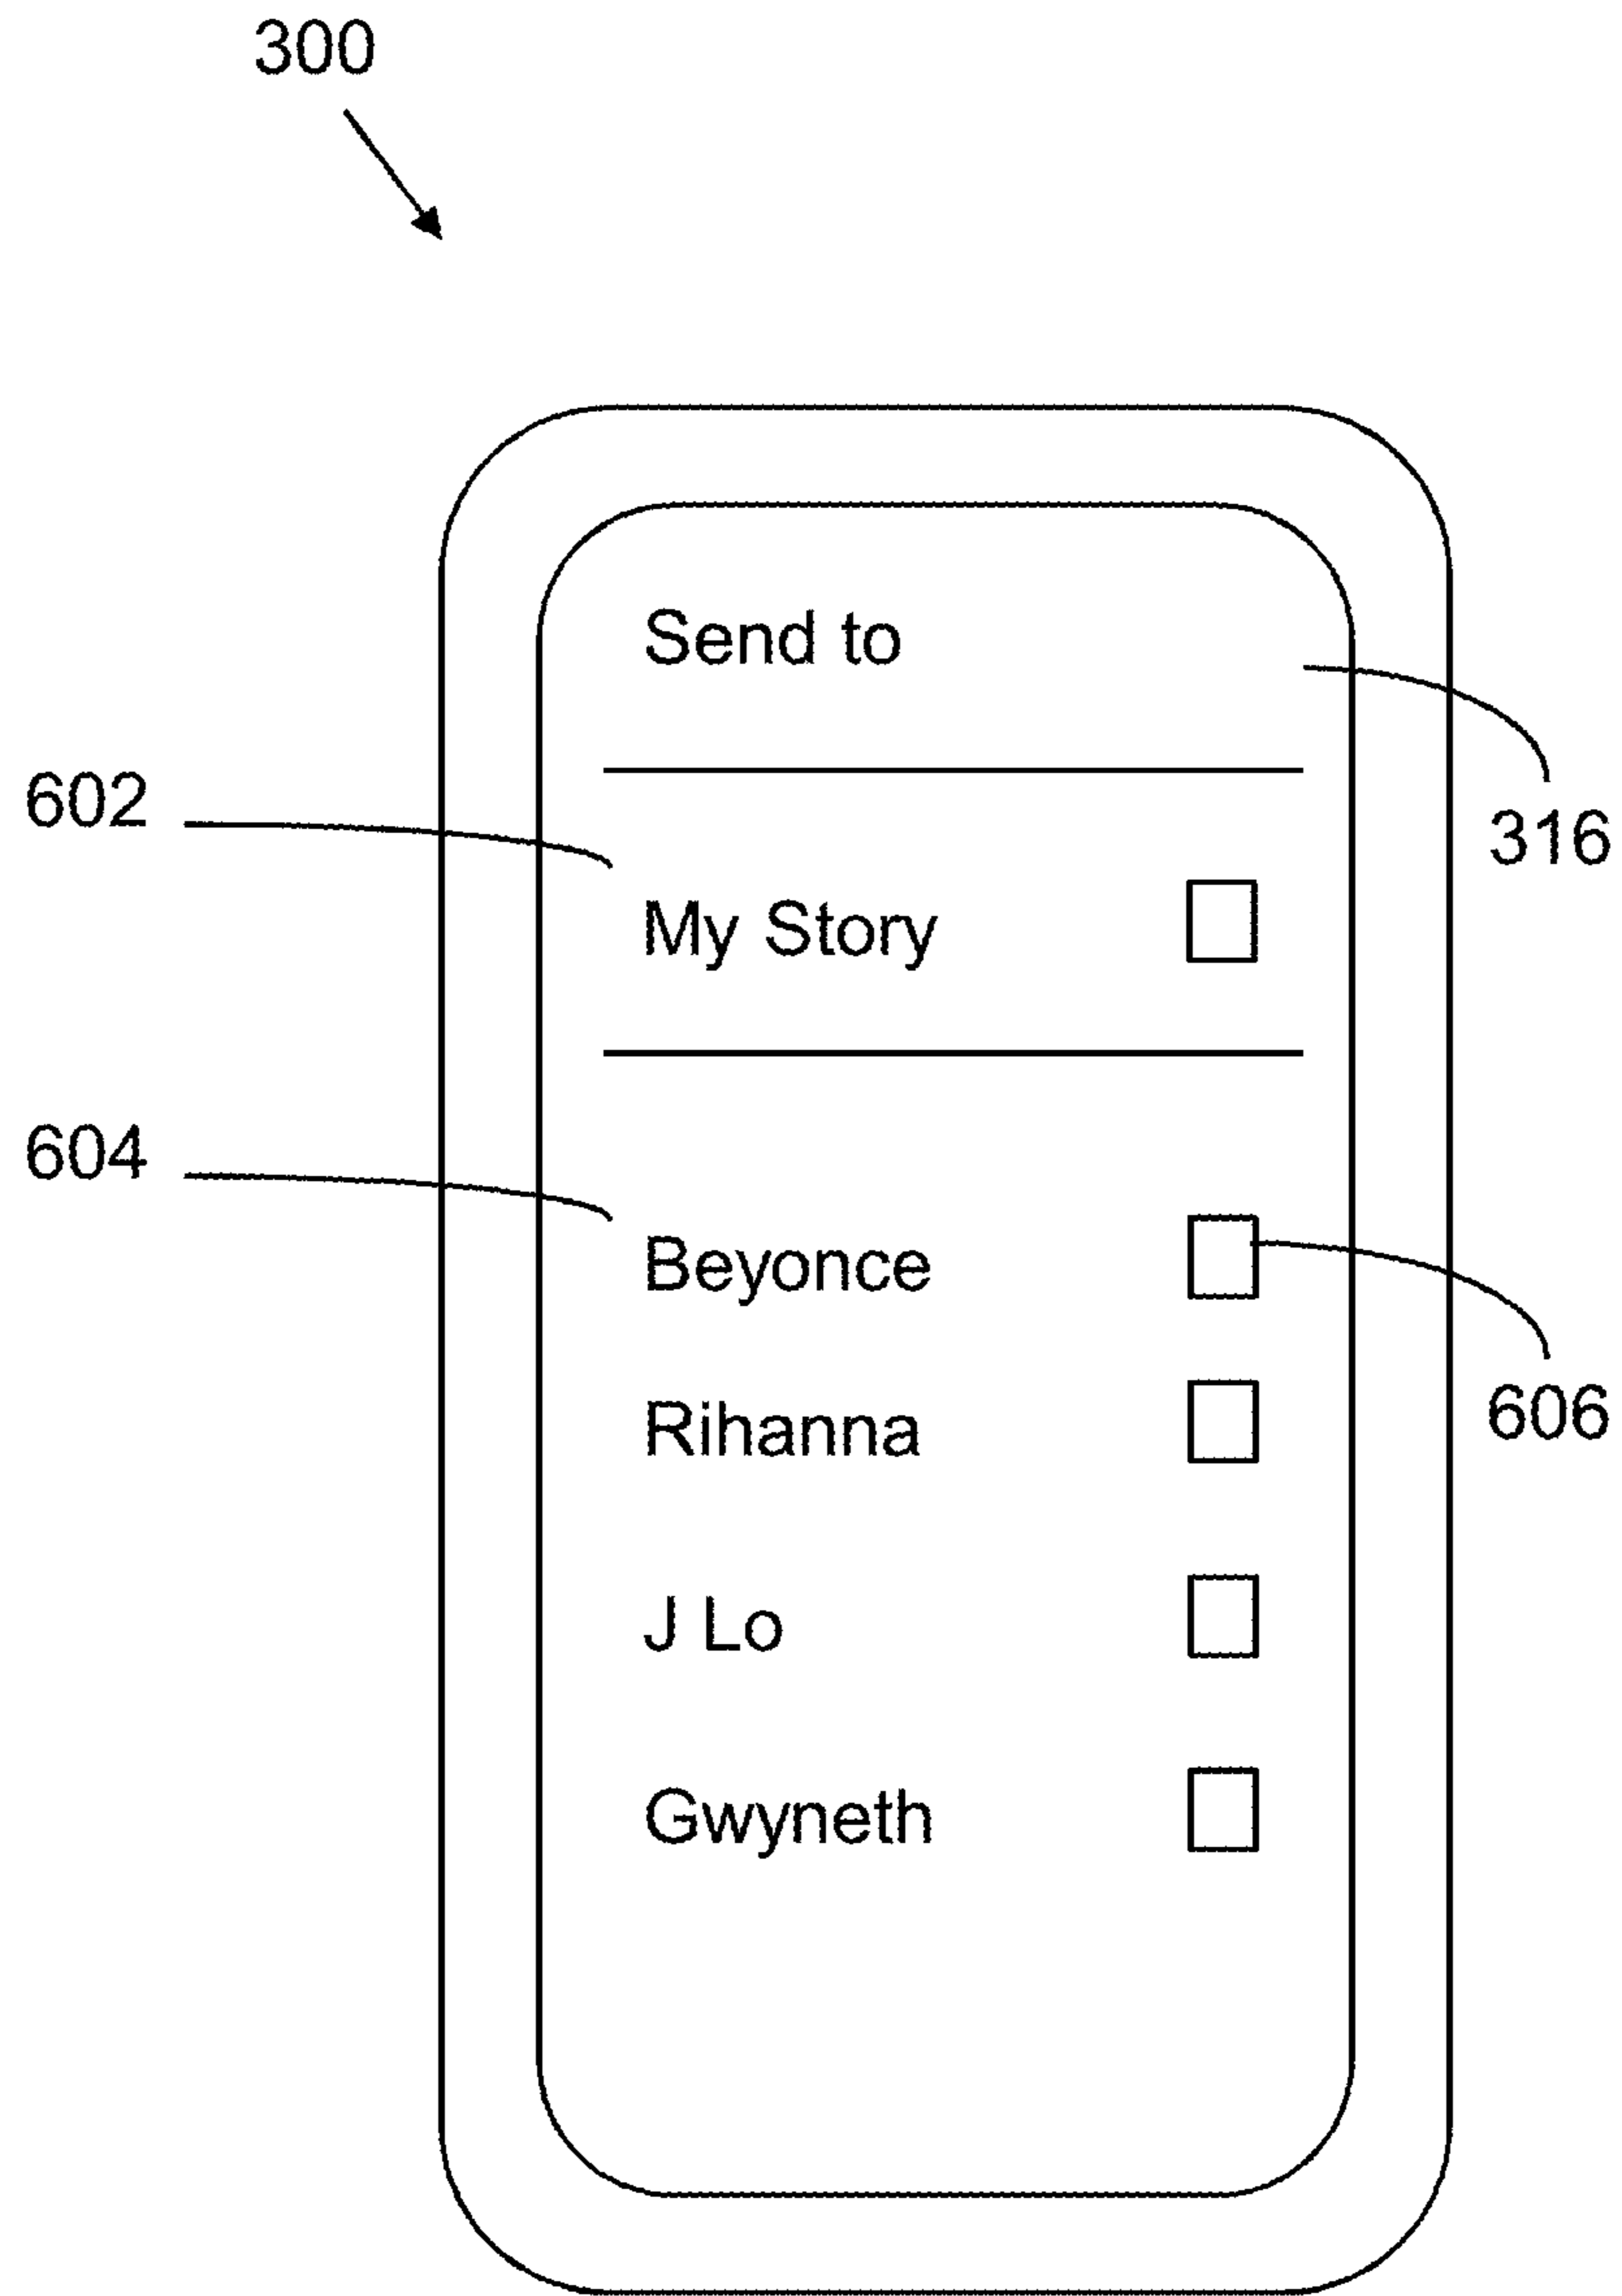 300
Send to
316
602
My Story
604
Beyonce
606
Rihanna
J Lo
Gwyneth